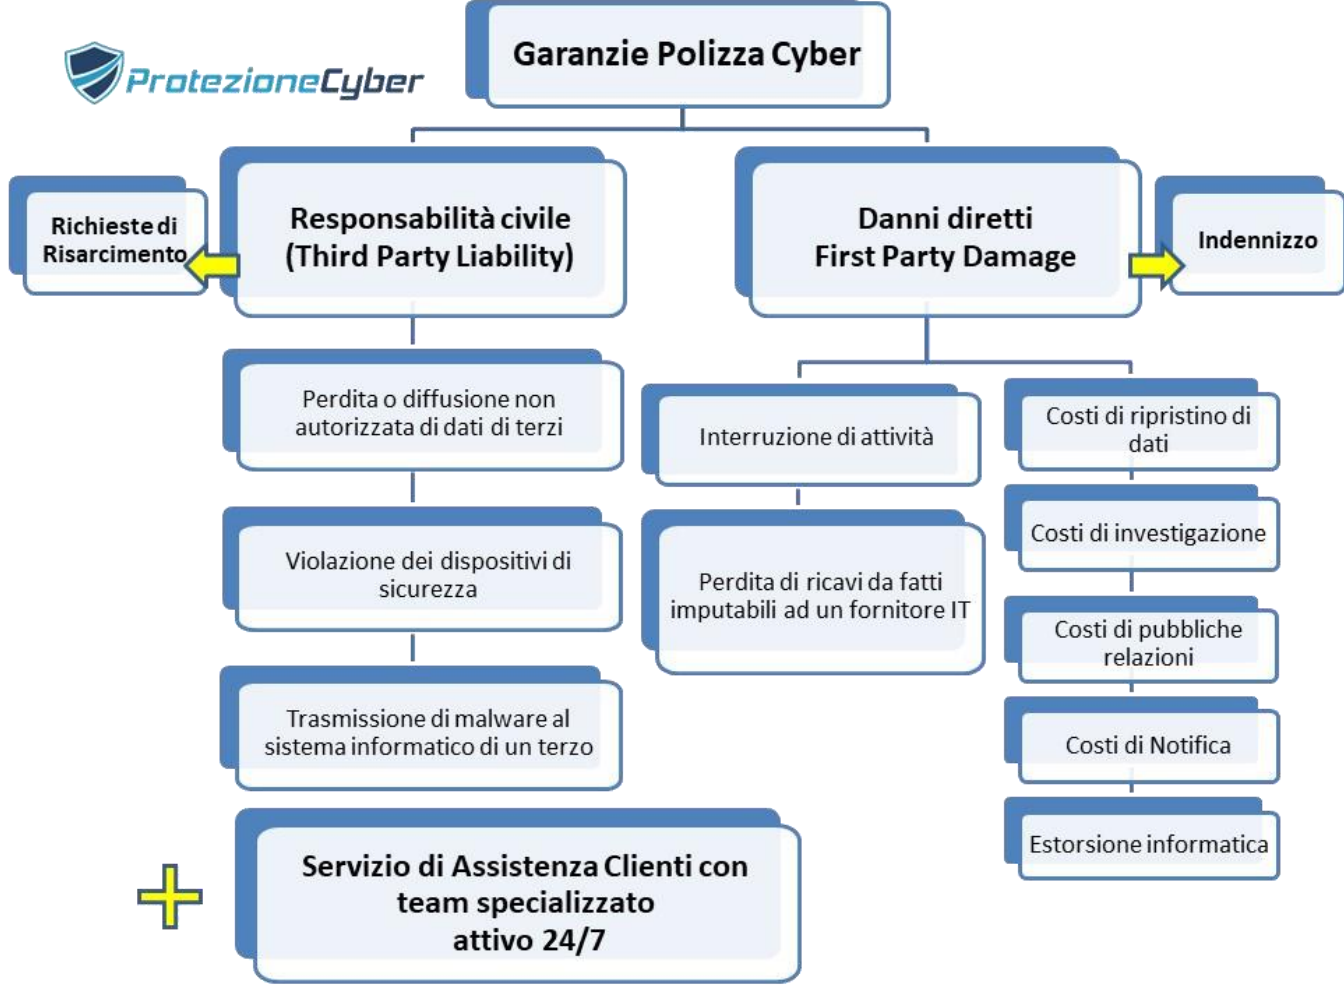 Garanzie Polizza Cyber
ProtezioneCyber
Richieste di
Risarcimento
Responsabilità civile
(Third Party Liability)
Danni diretti
First Party Damage
Indennizzo
Perdita o diffusione non
autorizzata di dati di terzi
Violazione dei dispositivi di
sicurezza
Trasmissione di malware al
sistema informatico di un terzo
Interruzione di attività
Perdita di ricavi da fatti
imputabili ad un fornitore IT
Costi di ripristino di
dati
Costi di investigazione
Costi di pubbliche
relazioni
Costi di Notifica
Estorsione informatica
Servizio di Assistenza Clienti con
team specializzato
attivo 24/7